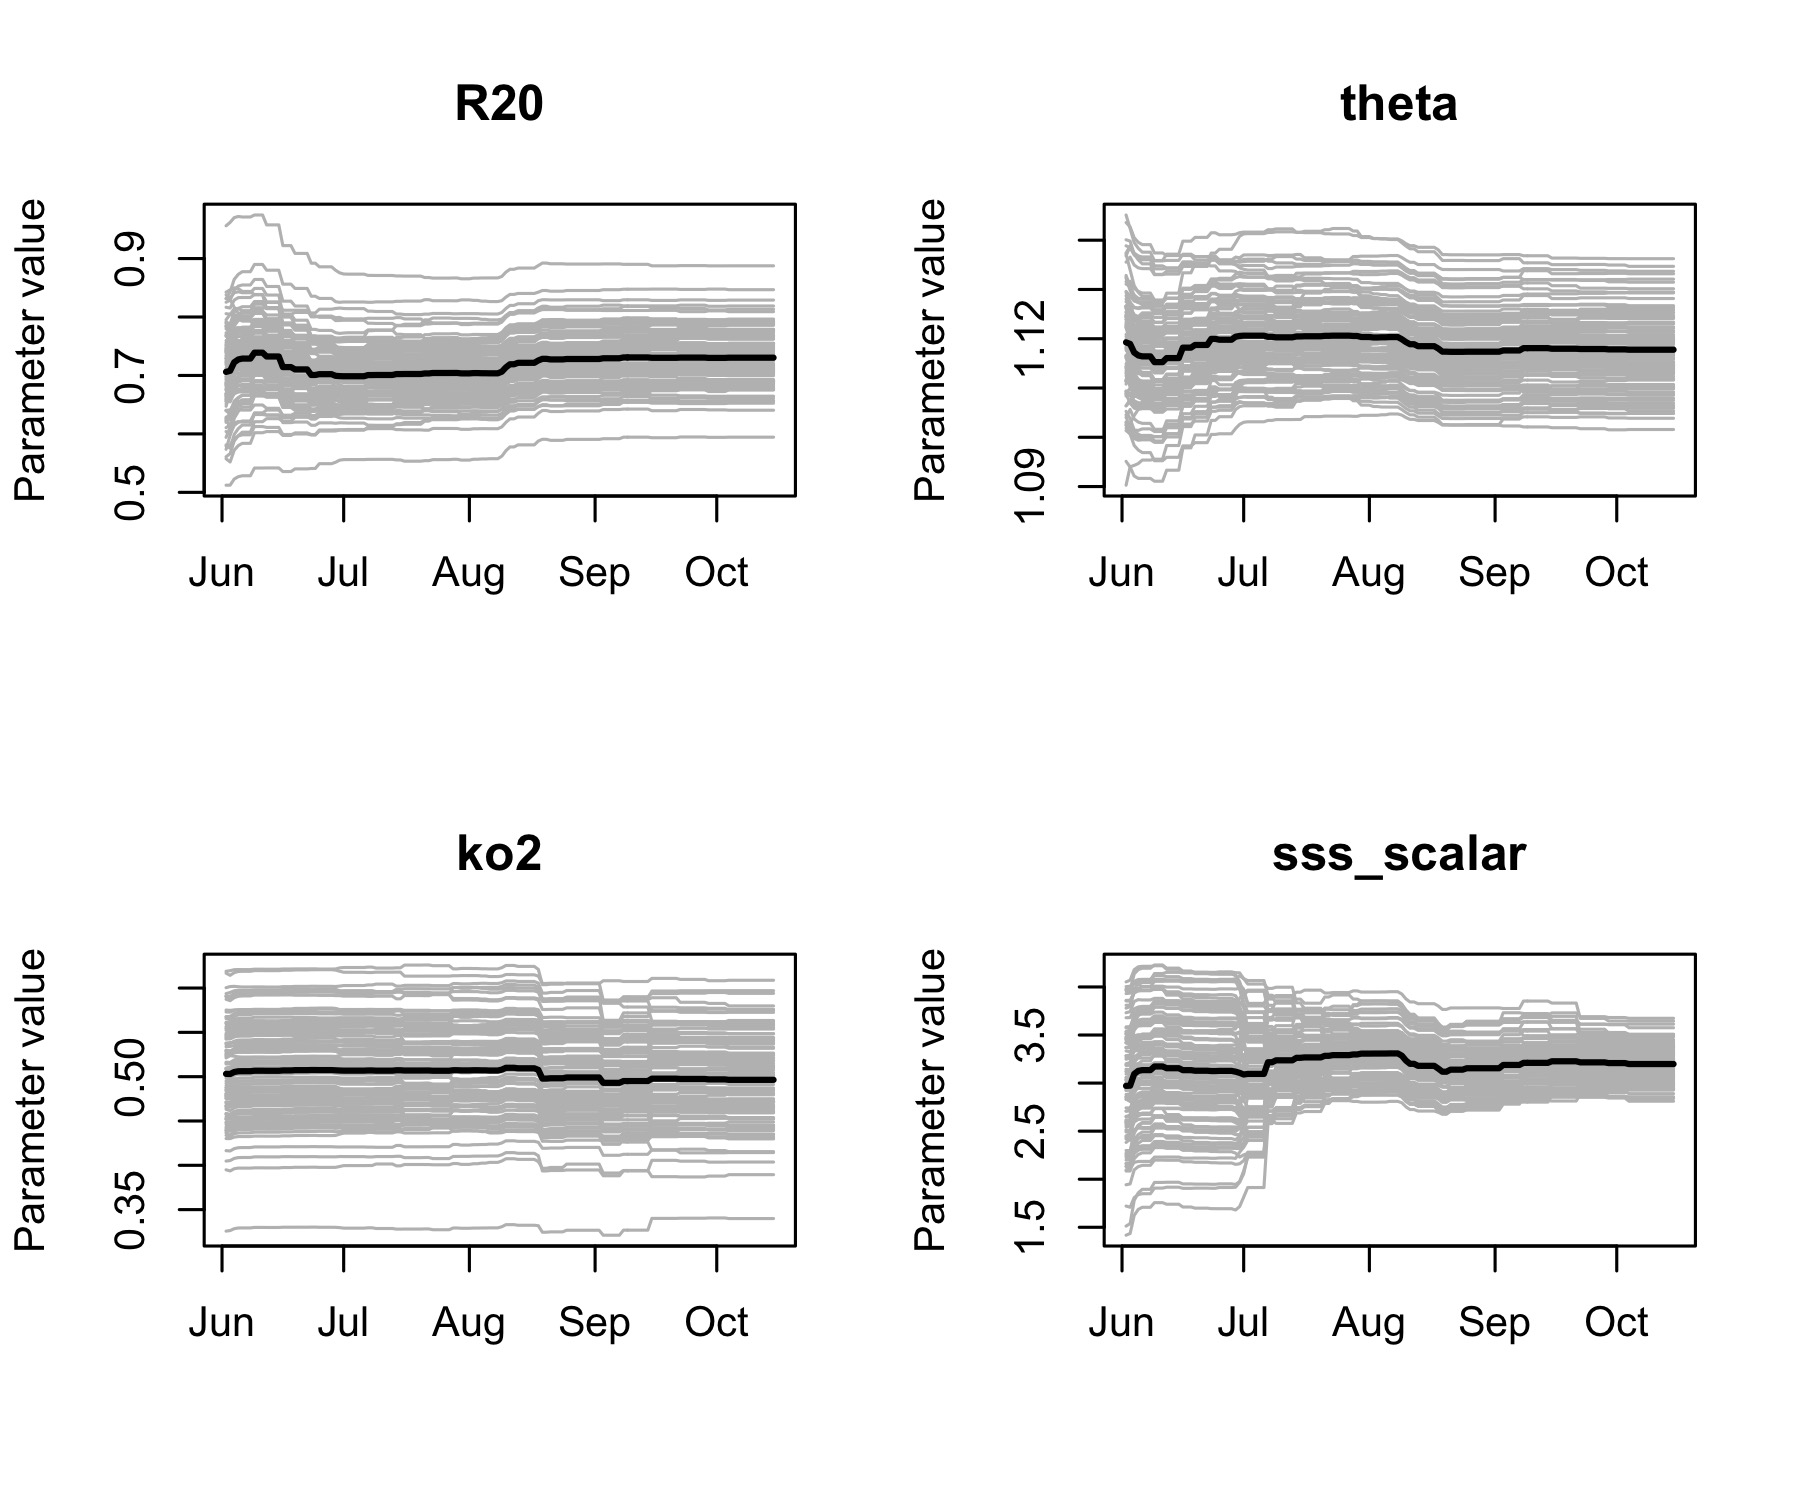 R20
Parameter value
0.9
0.7
0.5
Jun Jul Aug Sep Oct
theta
Parameter value
1.12
1.09
Jun Jul Aug Sep Oct
ko2
Parameter value
0.50
0.35
Jun Jul Aug Sep Oct
sss_scalar
Parameter value
3.5
2.5
1.5
Jun Jul Aug Sep Oct